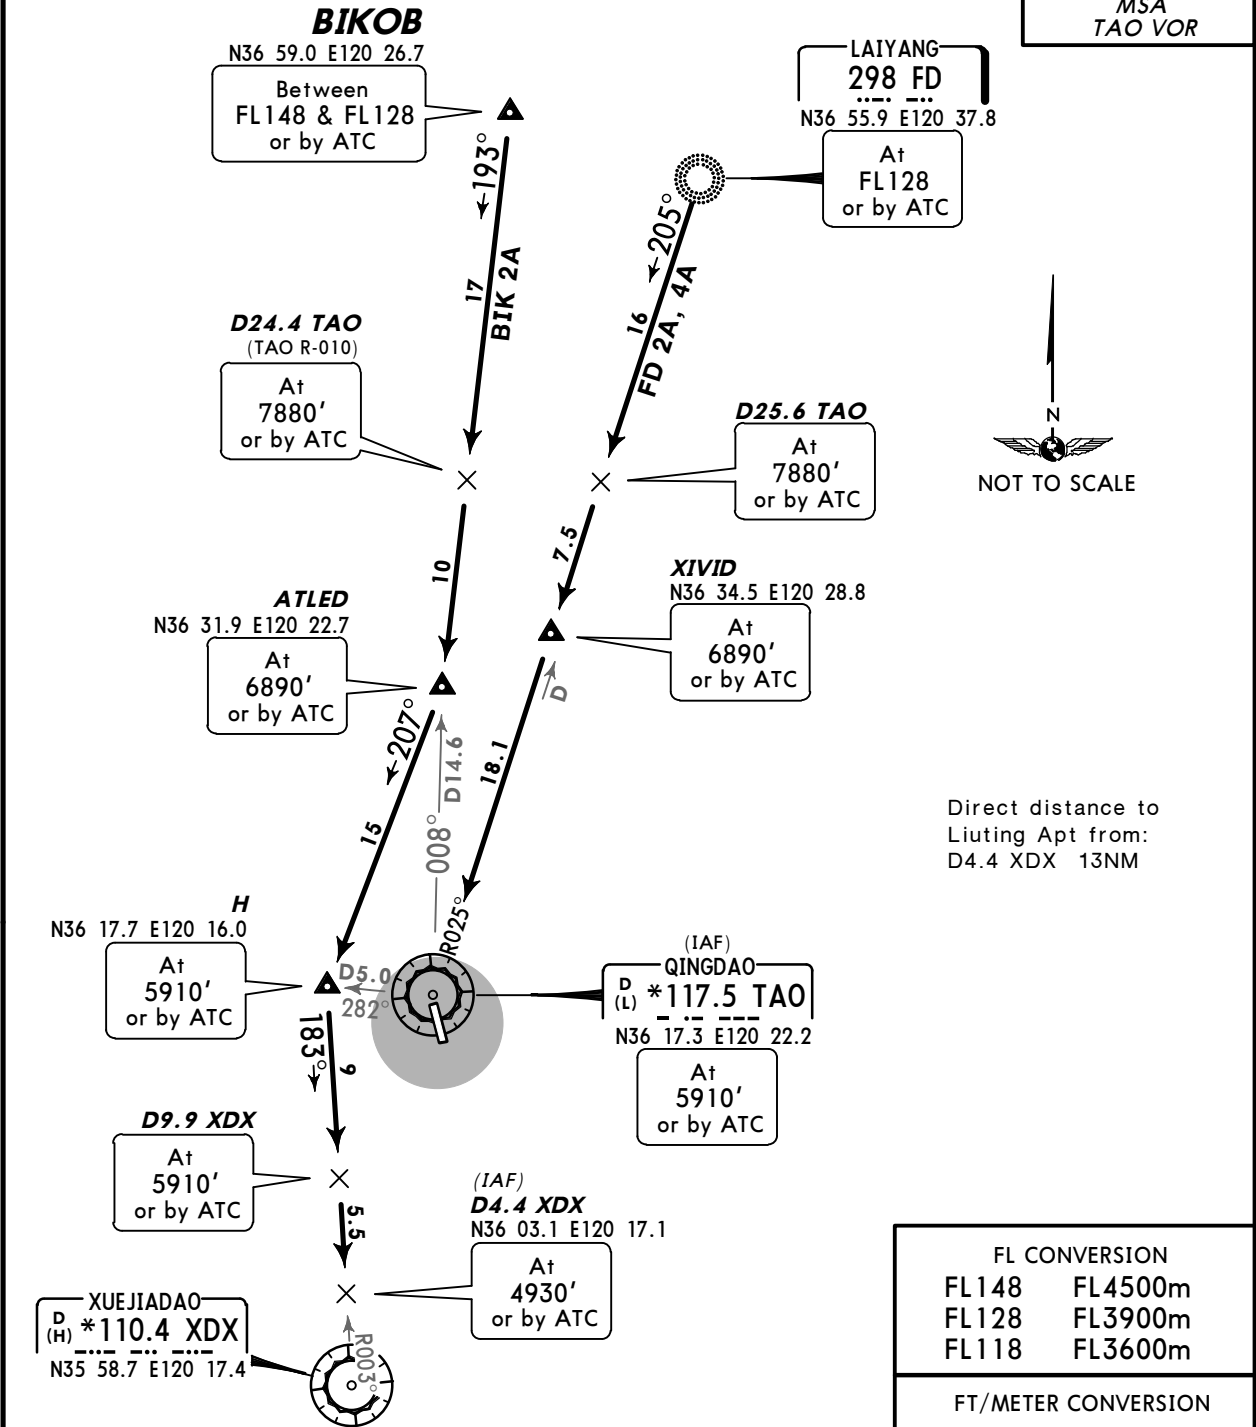 MSA
TAO VOR
BIKOB
N36 59.0 E120 26.7
Between
FL148 & FL128
or by ATC
LAIYANG
298 FD
N36 55.9 E120 37.8
At
FL128
or by ATC
193°
17
BIK 2A
205°
16
FD 2A, 4A
D24.4 TAO
(TAO R-010)
At
7880'
or by ATC
D25.6 TAO
At
7880'
or by ATC
N
NOT TO SCALE
10
7.5
ATLED
N36 31.9 E120 22.7
At
6890'
or by ATC
XIVID
N36 34.5 E120 28.8
At
6890'
or by ATC
D
207°
15
D14.6
008°
18.1
R025°
Direct distance to
Liuting Apt from:
D4.4 XDX 13NM
H
N36 17.7 E120 16.0
At
5910'
or by ATC
D5.0
282°
(IAF)
QINGDAO
D
(L) *117.5 TAO
N36 17.3 E120 22.2
At
5910'
or by ATC
183°
9
D9.9 XDX
At
5910'
or by ATC
5.5
(IAF)
D4.4 XDX
N36 03.1 E120 17.1
At
4930'
or by ATC
XUEJIADAO
D
(H) *110.4 XDX
N35 58.7 E120 17.4
R003°
FL CONVERSION
FL148 FL4500m
FL128 FL3900m
FL118 FL3600m
FT/METER CONVERSION